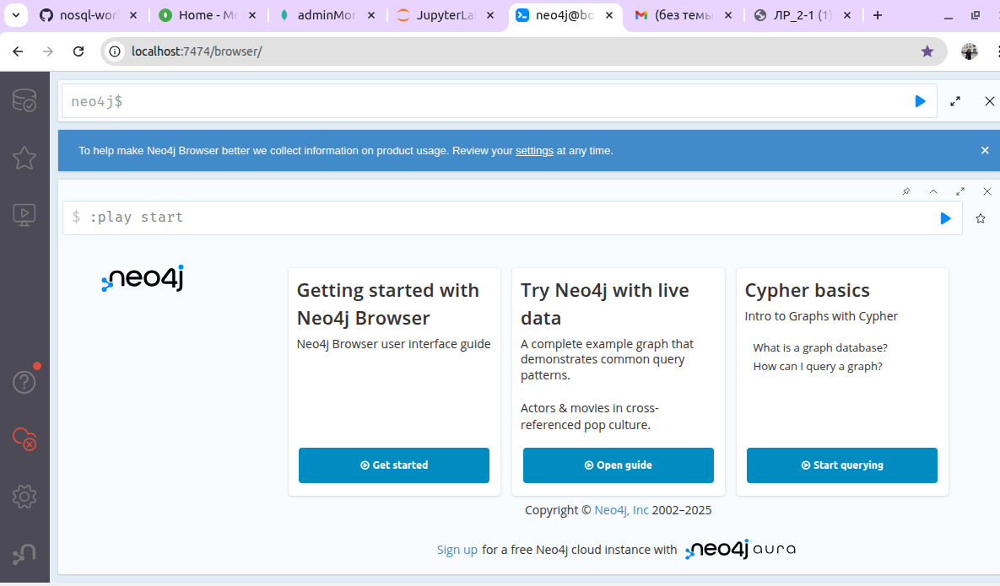 nosql-wor
Home - Mo
adminMon
JupyterLa
neo4j@bo
(без темы
ЛР_2-1 (1)
localhost:7474/browser/
neo4j$
To help make Neo4j Browser better we collect information on product usage. Review your settings at any time.
$ :play start
neo4j
Getting started with
Neo4j Browser
Neo4j Browser user interface guide
Get started
Try Neo4j with live
data
A complete example graph that
demonstrates common query
patterns.
Actors & movies in cross-
referenced pop culture.
Open guide
Cypher basics
Intro to Graphs with Cypher
What is a graph database?
How can I query a graph?
Start querying
Copyright © Neo4j, Inc 2002–2025
Sign up for a free Neo4j cloud instance with neo4j aura